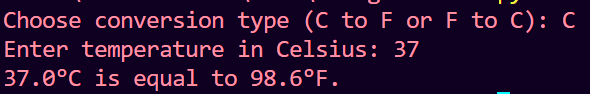 Choose conversion type (C to F or F to C): C
Enter temperature in Celsius: 37
37.0°C is equal to 98.6°F.